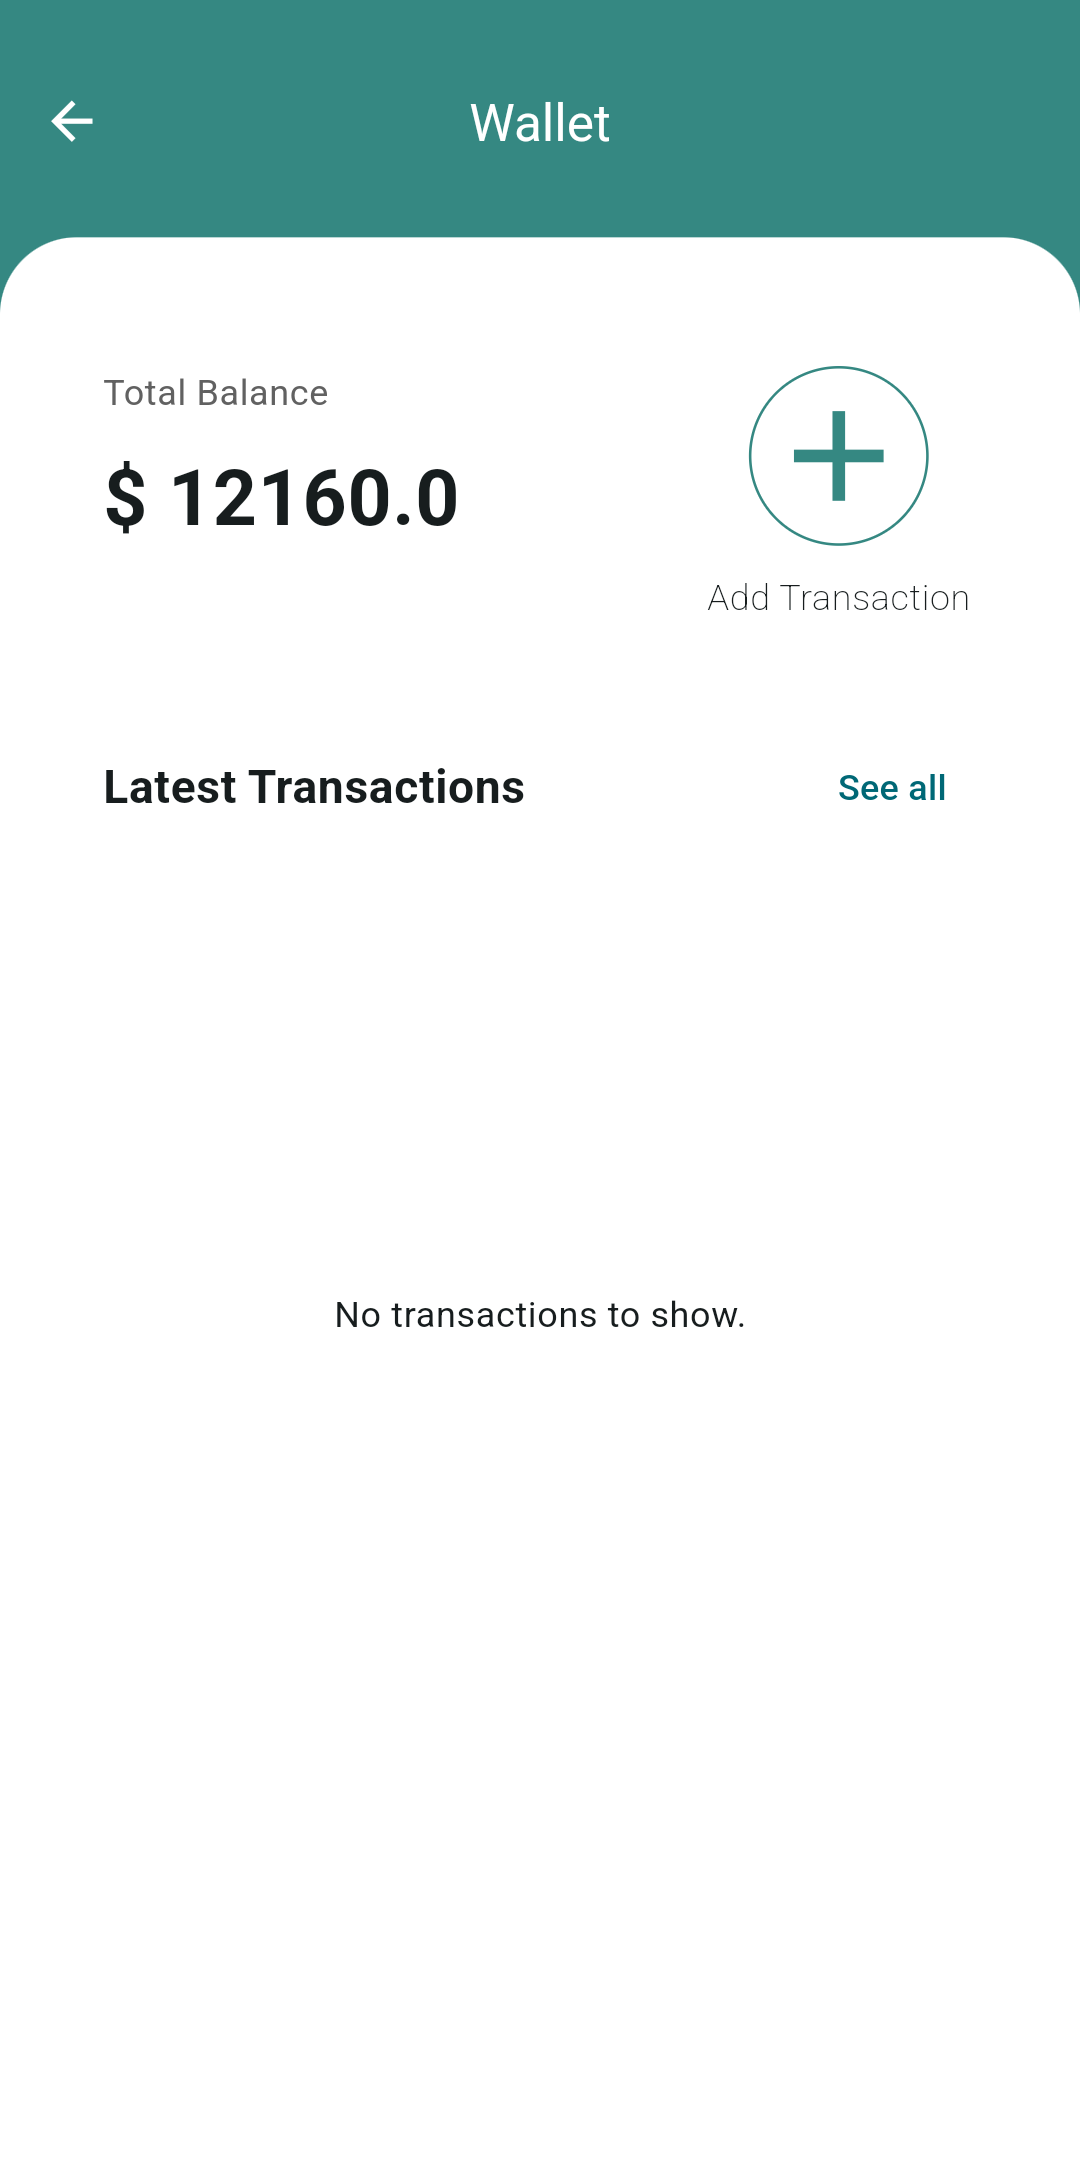 Wallet
Total Balance
$ 12160.0
Add Transaction
Latest Transactions
See all
No transactions to show.